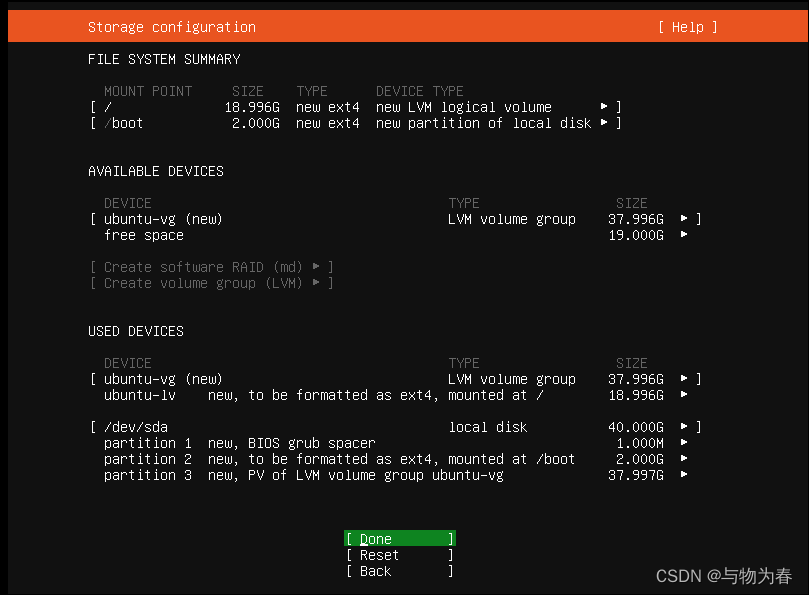 Storage configuration [ Help ]
FILE SYSTEM SUMMARY
MOUNT POINT SIZE TYPE DEVICE TYPE
[ / 18.996G new ext4 new LVM logical volume ▸ ]
[ /boot 2.000G new ext4 new partition of local disk ▸ ]
AVAILABLE DEVICES
DEVICE TYPE SIZE
[ ubuntu-vg (new) LVM volume group 37.996G ▸ ]
free space 19.000G ▸
[ Create software RAID (md) ▸ ]
[ Create volume group (LVM) ▸ ]
USED DEVICES
DEVICE TYPE SIZE
[ ubuntu-vg (new) LVM volume group 37.996G ▸ ]
ubuntu-lv new, to be formatted as ext4, mounted at / 18.996G ▸
[ /dev/sda local disk 40.000G ▸ ]
partition 1 new, BIOS grub spacer 1.000M ▸
partition 2 new, to be formatted as ext4, mounted at /boot 2.000G ▸
partition 3 new, PV of LVM volume group ubuntu-vg 37.997G ▸
[ Done ]
[ Reset ]
[ Back ]
CSDN @与物为春